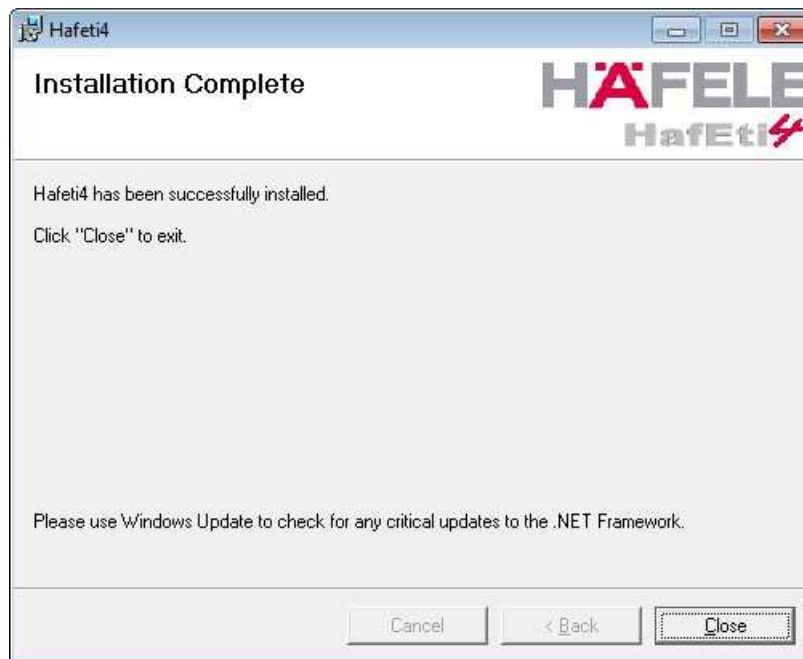 Hafeti4
Installation Complete
HÄFELE
HafEti4
Hafeti4 has been successfully installed.
Click "Close" to exit.
Please use Windows Update to check for any critical updates to the .NET Framework.
Cancel
< Back
Close